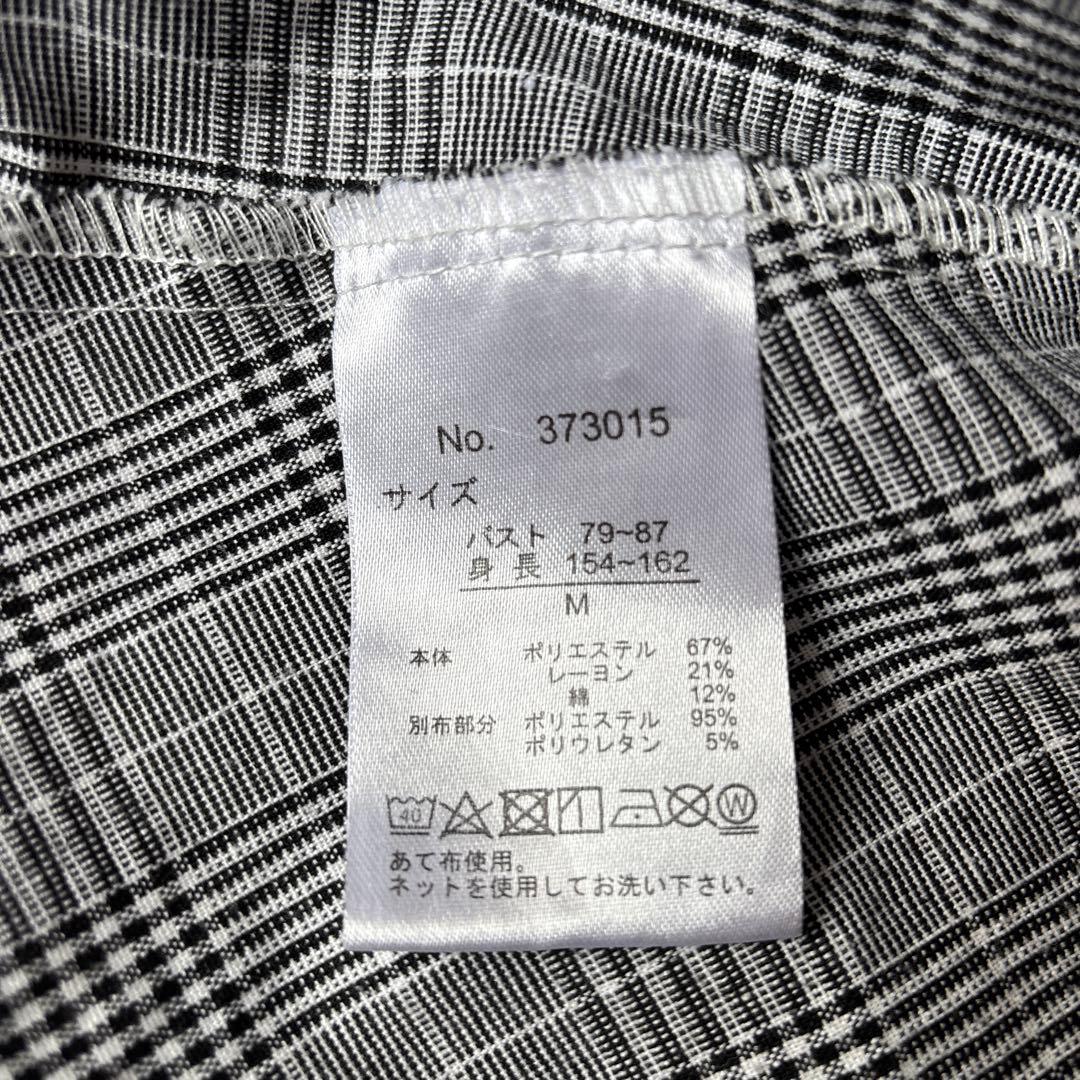 No. 373015
サイズ
バスト 79~87
身長 154~162
M
本体 ポリエステル 67%
レーヨン 21%
綿 12%
別布部分 ポリエステル 95%
ポリウレタン 5%
40 W
あて布使用。
ネットを使用してお洗い下さい。